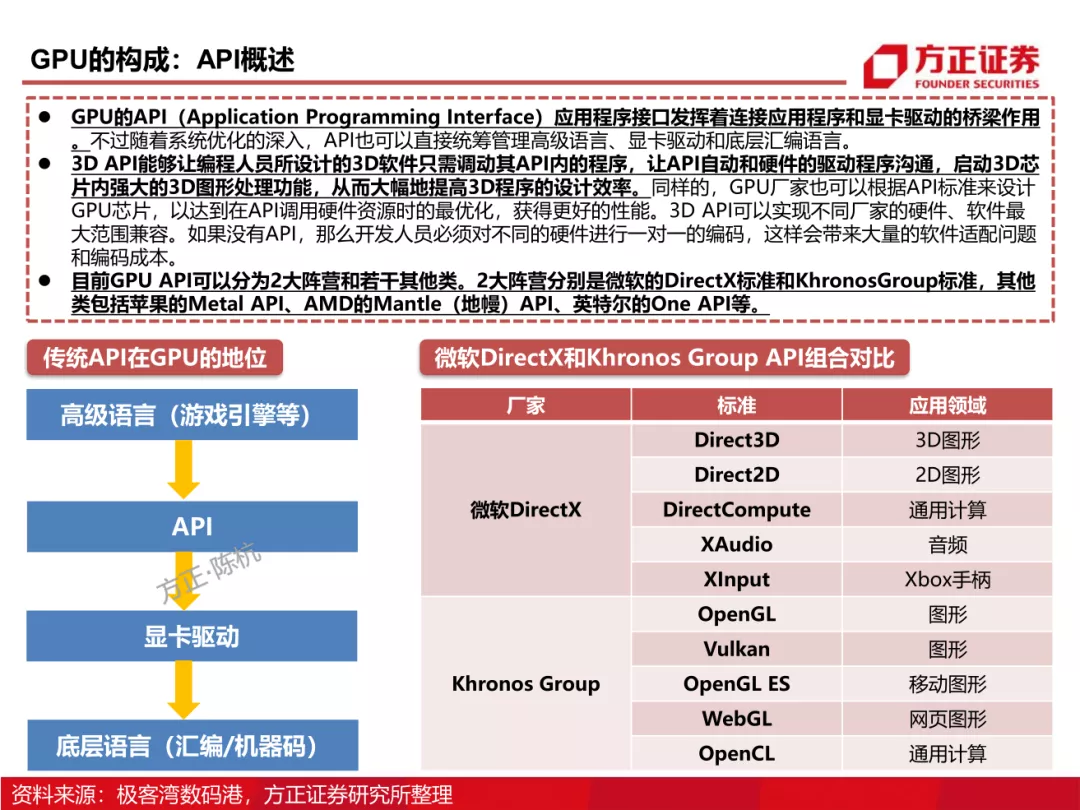 GPU的构成：API概述
方正证券
FOUNDER SECURITIES
● GPU的API（Application Programming Interface）应用程序接口发挥着连接应用程序和显卡驱动的桥梁作用
。不过随着系统优化的深入，API也可以直接统筹管理高级语言、显卡驱动和底层汇编语言。
● 3D API能够让编程人员所设计的3D软件只需调动其API内的程序，让API自动和硬件的驱动程序沟通，启动3D芯
片内强大的3D图形处理功能，从而大幅地提高3D程序的设计效率。同样的，GPU厂家也可以根据API标准来设计
GPU芯片，以达到在API调用硬件资源时的最优化，获得更好的性能。3D API可以实现不同厂家的硬件、软件最
大范围兼容。如果没有API，那么开发人员必须对不同的硬件进行一对一的编码，这样会带来大量的软件适配问题
和编码成本。
● 目前GPU API可以分为2大阵营和若干其他类。2大阵营分别是微软的DirectX标准和KhronosGroup标准，其他
类包括苹果的Metal API、AMD的Mantle（地幔）API、英特尔的One API等。
传统API在GPU的地位
高级语言（游戏引擎等）
API
方正·陈杭
显卡驱动
底层语言（汇编/机器码）
微软DirectX和Khronos Group API组合对比
厂家 标准 应用领域
微软DirectX
Direct3D 3D图形
Direct2D 2D图形
DirectCompute 通用计算
XAudio 音频
XInput Xbox手柄
Khronos Group
OpenGL 图形
Vulkan 图形
OpenGL ES 移动图形
WebGL 网页图形
OpenCL 通用计算
资料来源：极客湾数码港，方正证券研究所整理